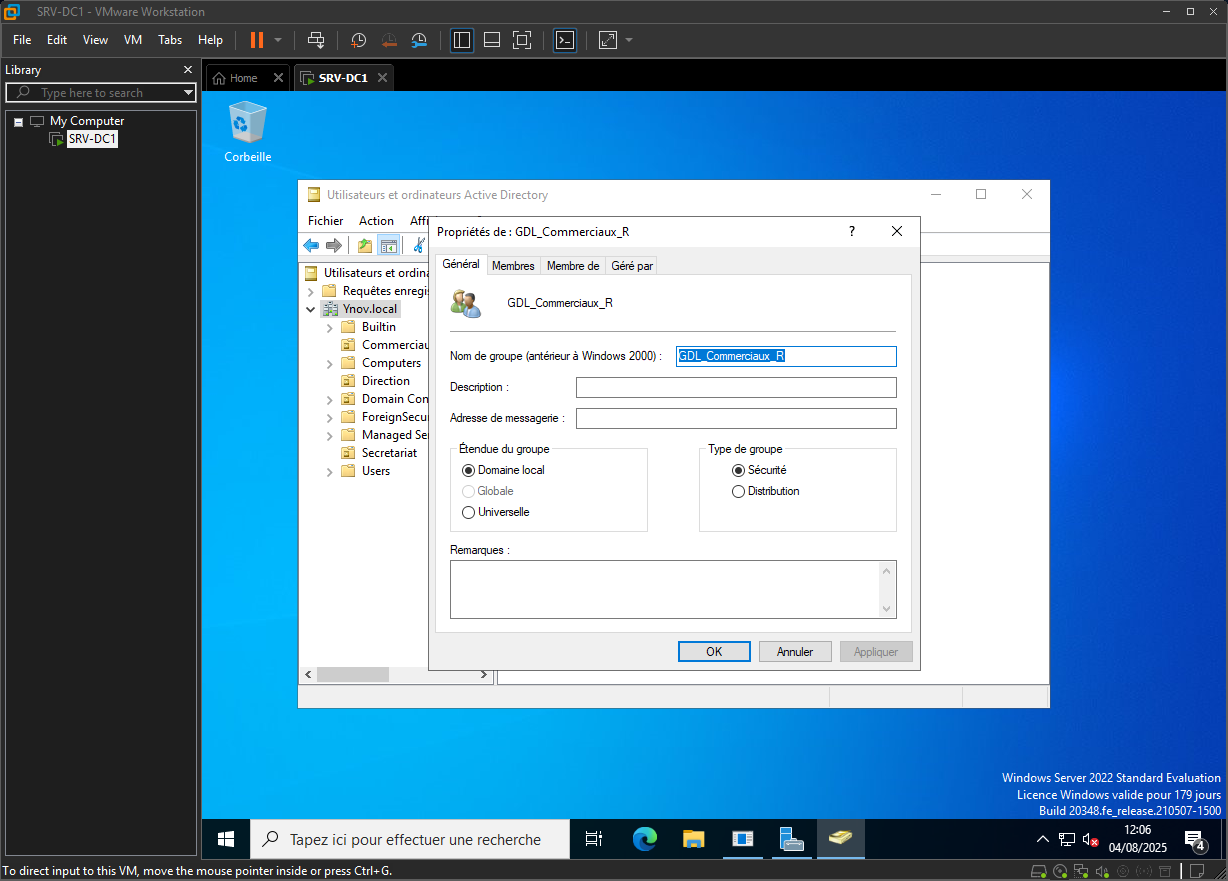 SRV-DC1 - VMware Workstation
File Edit View VM Tabs Help
Library
Home
SRV-DC1
Type here to search
My Computer
SRV-DC1
Corbeille
Utilisateurs et ordinateurs Active Directory
Fichier Action Affi
Propriétés de : GDL_Commerciaux_R
?
Général Membres Membre de Géré par
Utilisateurs et ordina
Requêtes enregis
Ynov.local
Builtin
Commerciau
Computers
Direction
Domain Con
ForeignSecu
Managed Se
Secretariat
Users
GDL_Commerciaux_R
Nom de groupe (antérieur à Windows 2000) : GDL_Commerciaux_R
Description :
Adresse de messagerie :
Étendue du groupe
Domaine local
Globale
Universelle
Type de groupe
Sécurité
Distribution
Remarques :
OK Annuler Appliquer
Windows Server 2022 Standard Evaluation
Licence Windows valide pour 179 jours
Build 20348.fe_release.210507-1500
Tapez ici pour effectuer une recherche
12:06
04/08/2025
4
To direct input to this VM, move the mouse pointer inside or press Ctrl+G.